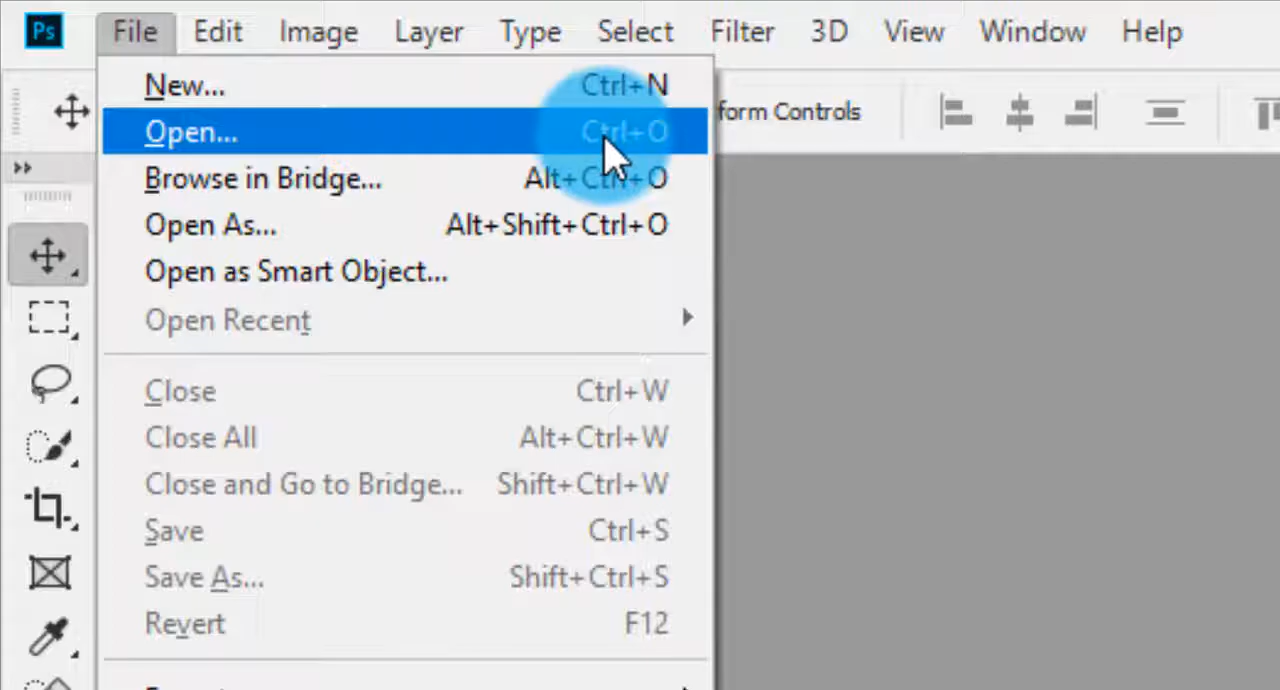 Ps File Edit Image Layer Type Select Filter 3D View Window Help
form Controls
New... Ctrl+N
Open... Ctrl+O
Browse in Bridge... Alt+Ctrl+O
Open As... Alt+Shift+Ctrl+O
Open as Smart Object...
Open Recent
Close Ctrl+W
Close All Alt+Ctrl+W
Close and Go to Bridge... Shift+Ctrl+W
Save Ctrl+S
Save As... Shift+Ctrl+S
Revert F12